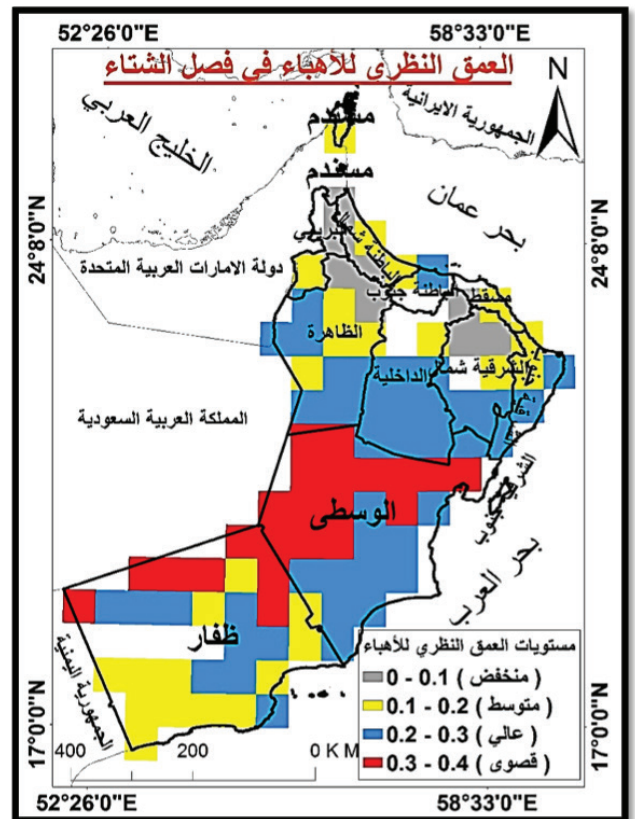 52°26'0"E 58°33'0"E
العمق النظري للأهباء في فصل الشتاء
N
الجمهورية الايرانية
الخليج العربي
مسندم
مسندم
بحر عمان
24°8'0"N 24°8'0"N
البريمي
الباطنة شمال
دولة الامارات العربية المتحدة
الباطنة جنوب
مسقط
الظاهرة
الشرقية شمال
الداخلية
المملكة العربية السعودية
الشرقية جنوب
الوسطى
بحر العرب
ظفار
الجمهورية اليمنية
مستويات العمق النظري للأهباء
0 - 0.1 ( منخفض )
0.1 - 0.2 ( متوسط )
0.2 - 0.3 ( عالي )
0.3 - 0.4 ( قصوى )
17°0'0"N 17°0'0"N
400 200 0 KM
52°26'0"E 58°33'0"E